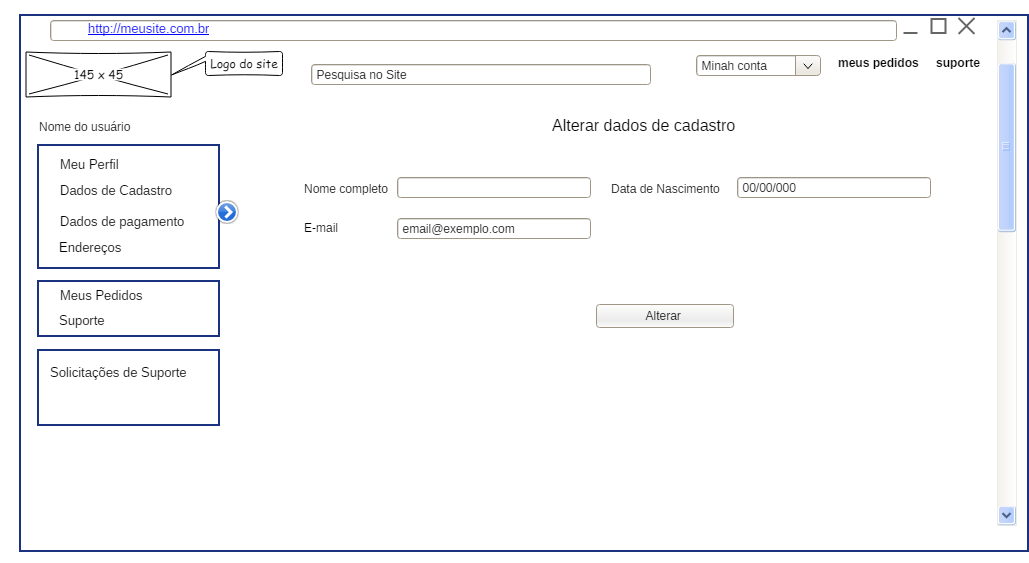 http://meusite.com.br
145 x 45
Logo do site
Pesquisa no Site
Minah conta
meus pedidos
suporte
Nome do usuário
Alterar dados de cadastro
Meu Perfil
Dados de Cadastro
Dados de pagamento
Endereços
Nome completo
Data de Nascimento
00/00/000
E-mail
email@exemplo.com
Meus Pedidos
Suporte
Alterar
Solicitações de Suporte